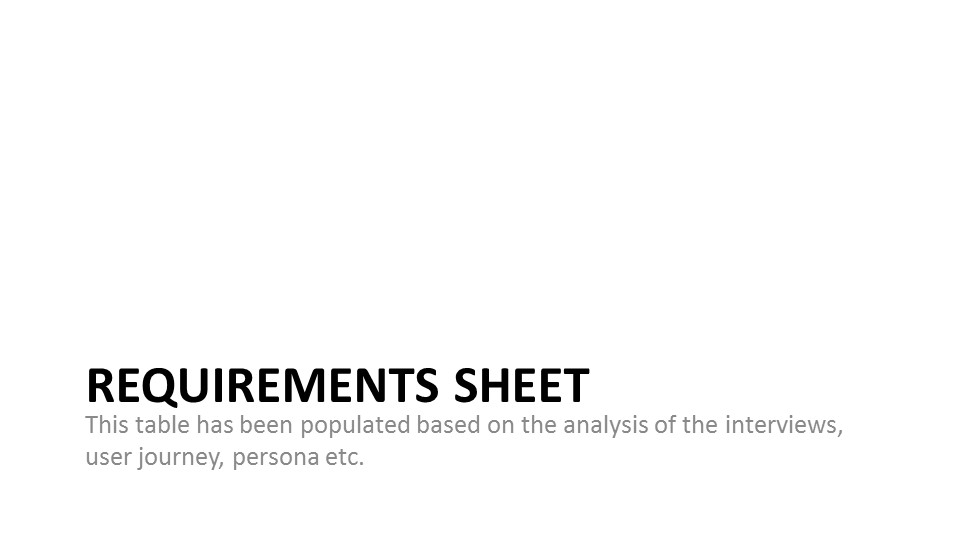 REQUIREMENTS SHEET
This table has been populated based on the analysis of the interviews,
user journey, persona etc.